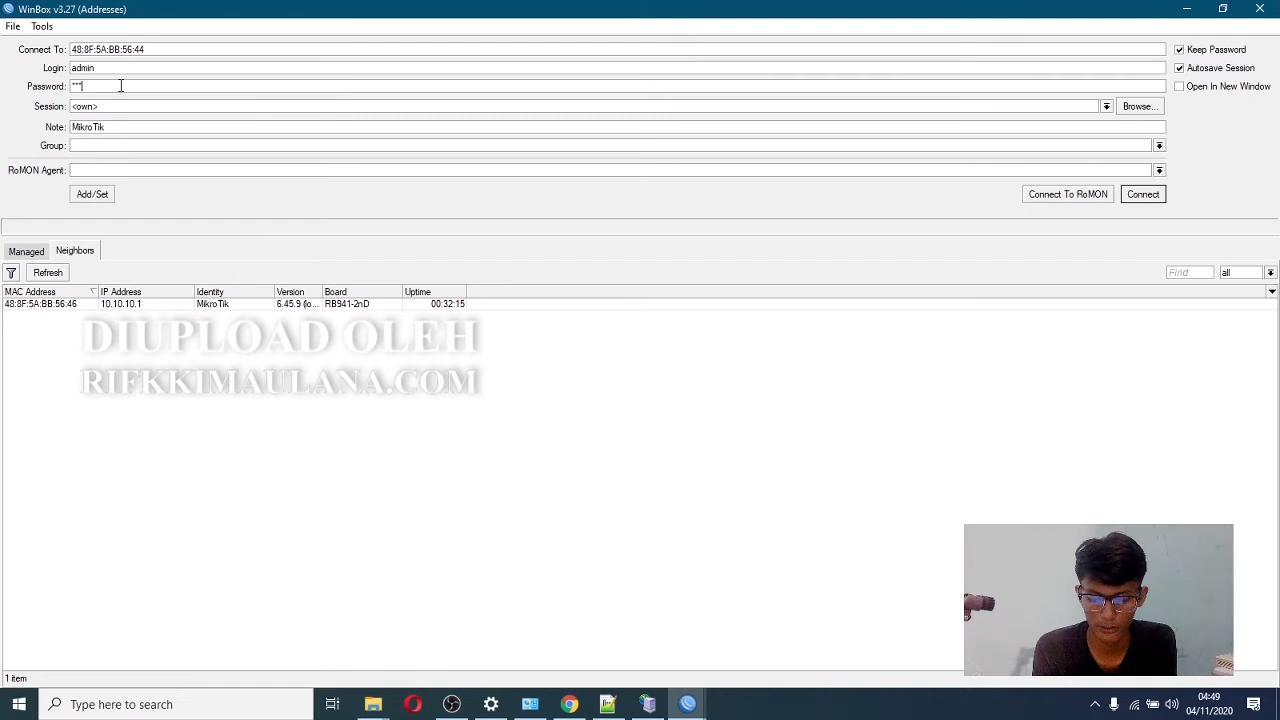 WinBox v3.27 (Addresses)
File Tools
Connect To: 48:8F:5A:BB:56:44 Keep Password
Login: admin Autosave Session
Password: *** Open In New Window
Session: <own> Browse...
Note: MikroTik
Group:
RoMON Agent:
Add/Set Connect To RoMON Connect
Managed Neighbors
Refresh Find all
MAC Address IP Address Identity Version Board Uptime
48:8F:5A:BB:56:46 10.10.10.1 MikroTik 6.45.9 (lo... RB941-2nD 00:32:15
DIUPLOAD OLEH
RIFKKIMAULANA.COM
1 item
Type here to search 04:49
04/11/2020